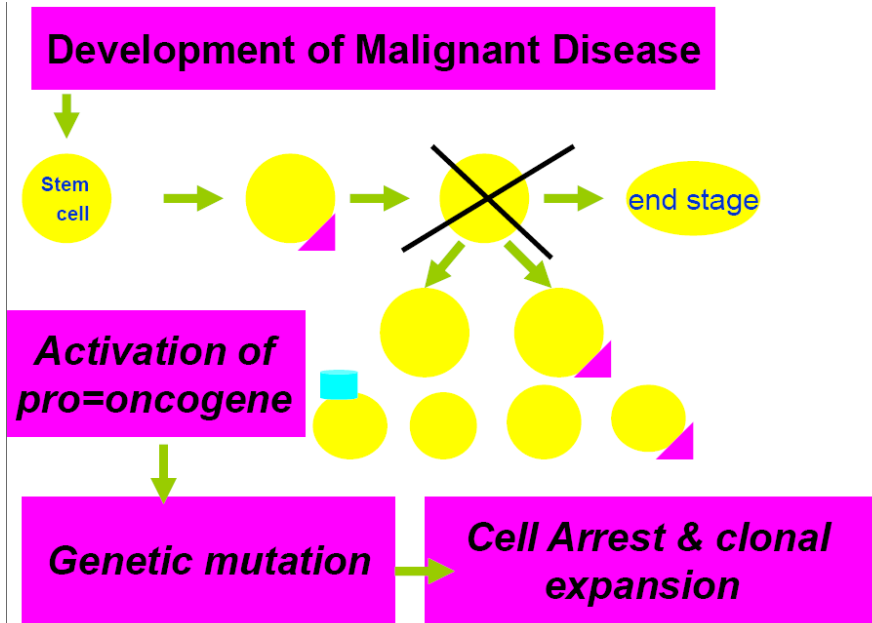 Development of Malignant Disease
Stem
cell
end stage
Activation of
pro=oncogene
Genetic mutation
Cell Arrest & clonal
expansion